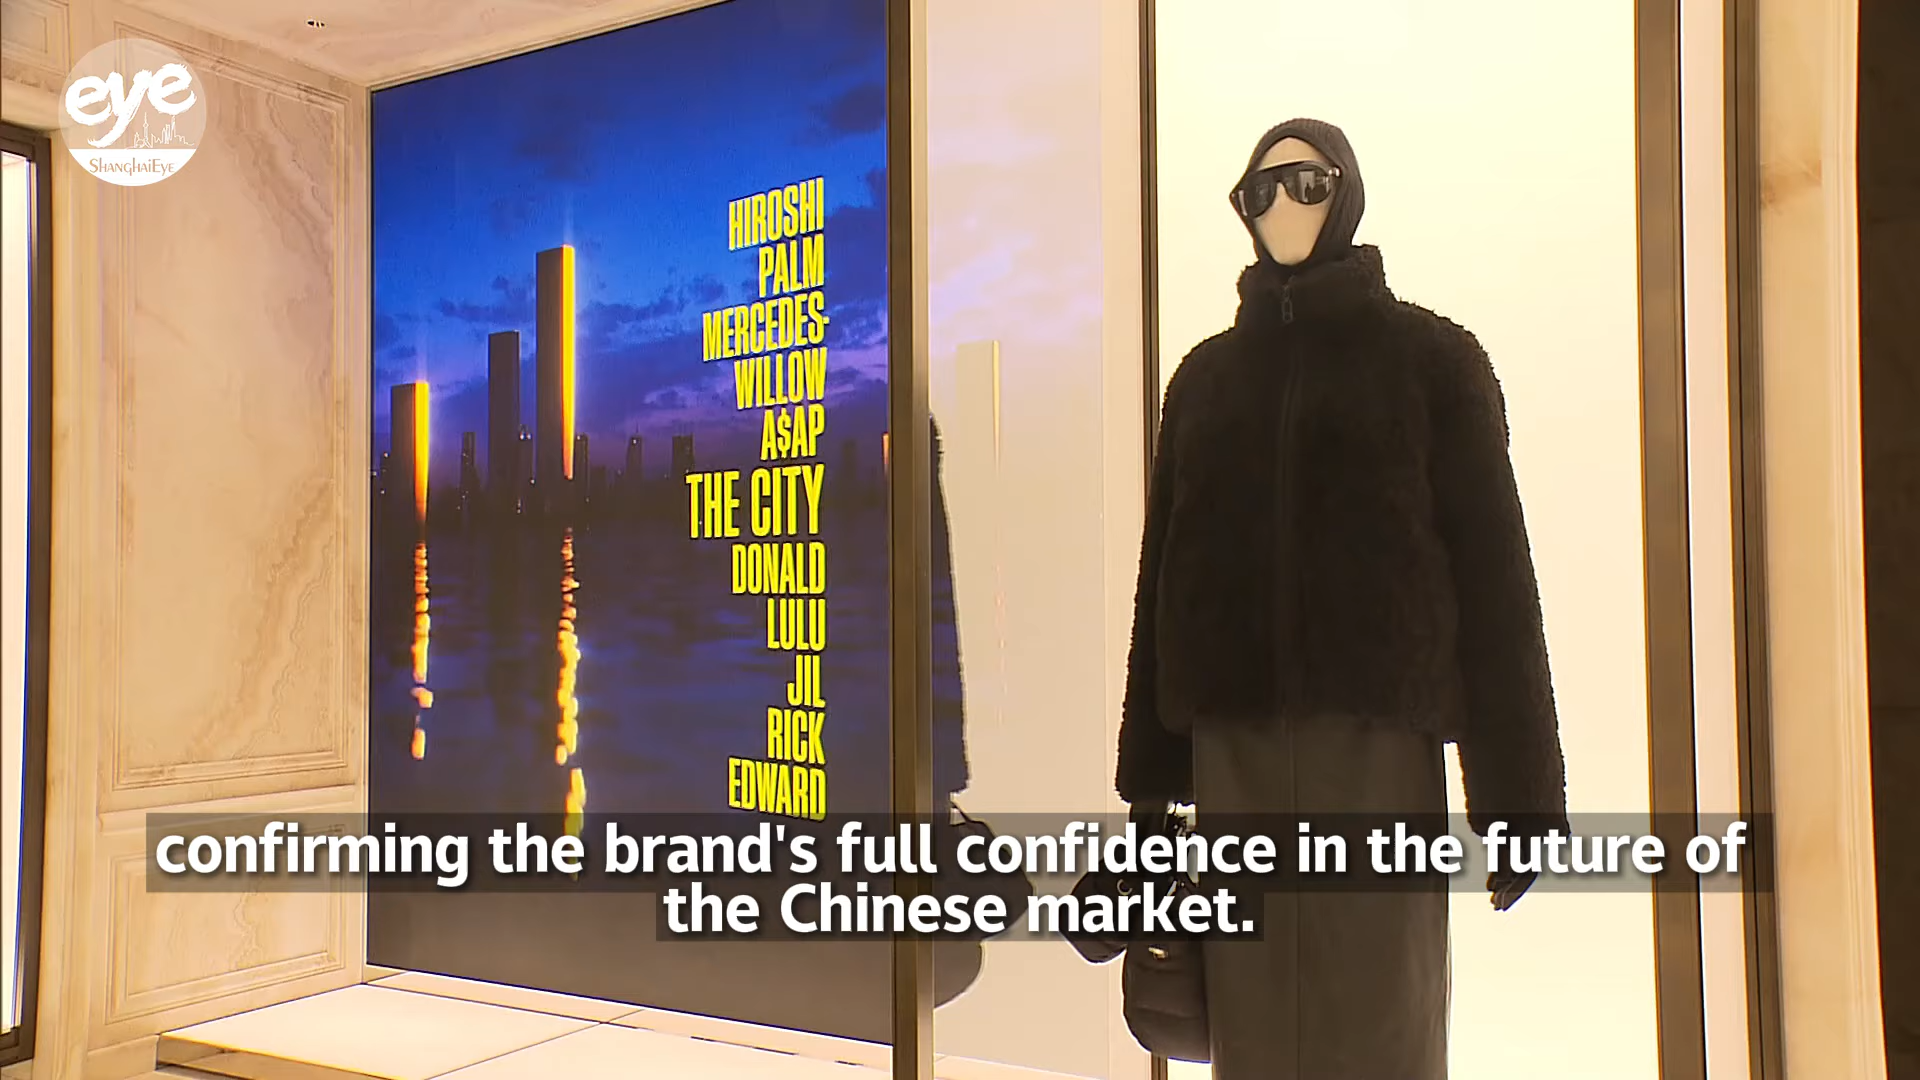 eye
SHANGHAIEYE
HIROSHI
PALM
MERCEDES-
WILLOW
A$AP
THE CITY
DONALD
LULU
JIL
RICK
EDWARD
confirming the brand's full confidence in the future of
the Chinese market.